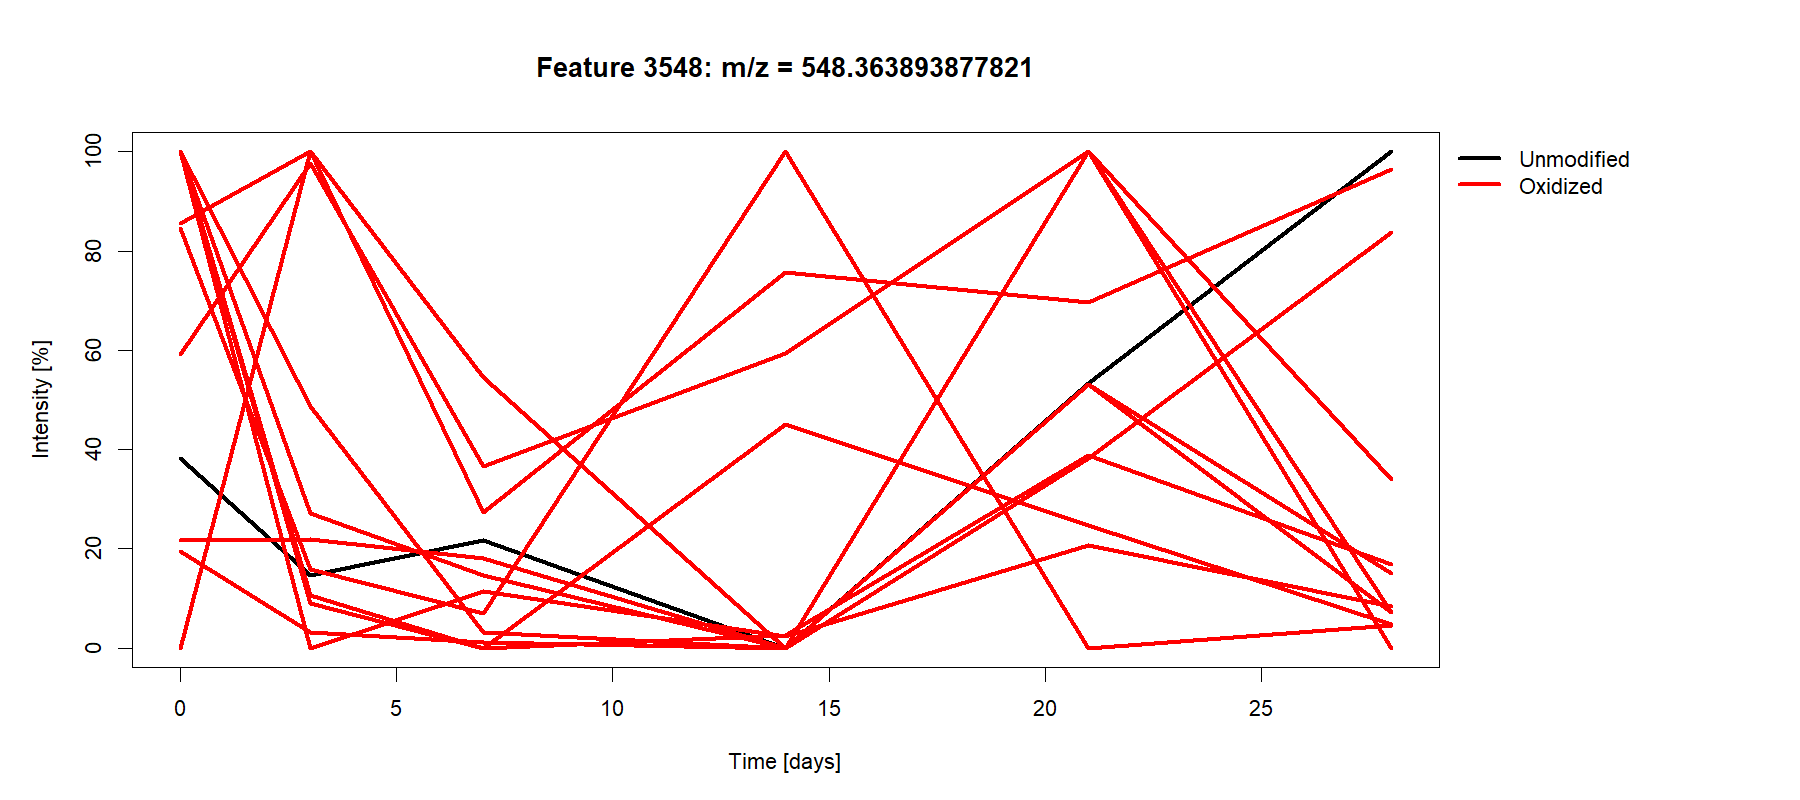 Feature 3548: m/z = 548.363893877821
Unmodified
Oxidized
Intensity [%]
100
80
60
40
20
0
0 5 10 15 20 25
Time [days]